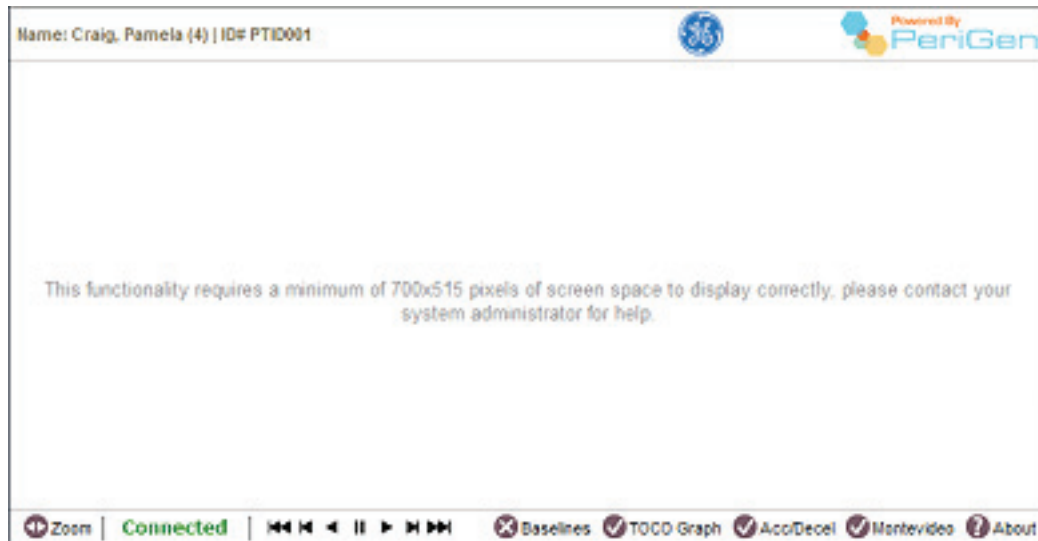 Name: Craig, Pamela (4) | ID# PTID001
Powered By
PeriGen
This functionality requires a minimum of 700x515 pixels of screen space to display correctly, please contact your
system administrator for help.
Zoom | Connected | Baselines TOCO Graph Acc/Decel Montevideo About